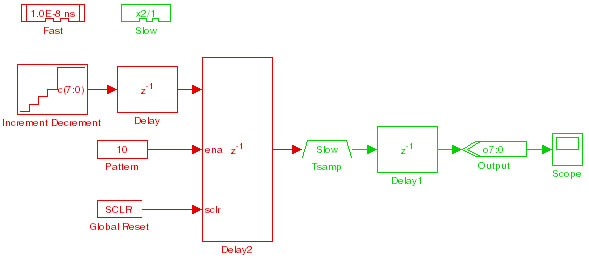 1.0E-8 ns
x2/1
Fast
Slow
c(7:0)
z-1
Increment Decrement
Delay
10
ena
z-1
Slow
z-1
o7:0
Pattern
Tsamp
Delay1
Output
Scope
SCLR
sclr
Global Reset
Delay2